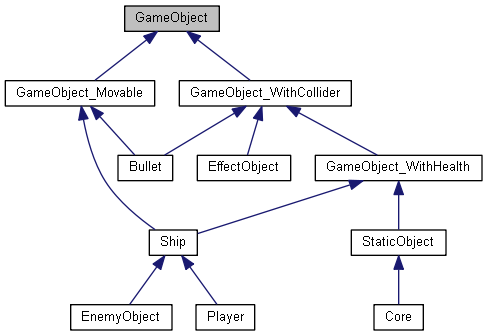 GameObject
GameObject_Movable
GameObject_WithCollider
Bullet
EffectObject
GameObject_WithHealth
Ship
StaticObject
EnemyObject
Player
Core